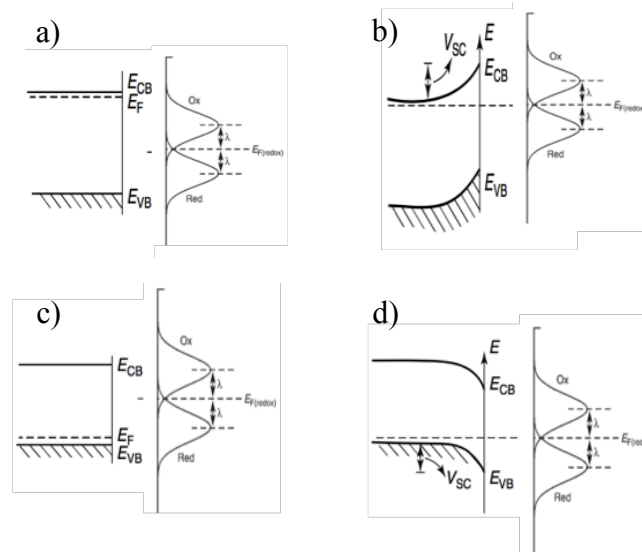 a)
E_CB
E_F
E_VB
Ox
λ
E_F(redox)
λ
Red
b)
V_SC
E
E_CB
E_VB
Ox
λ
E_F(redox)
λ
Red
c)
E_CB
E_F
E_VB
Ox
λ
E_F(redox)
λ
Red
d)
E
E_CB
V_SC
E_VB
Ox
λ
λ
Red